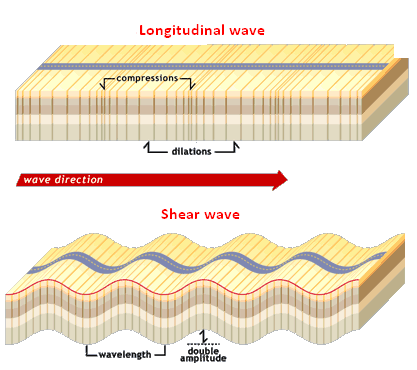 Longitudinal wave
compressions
dilations
wave direction
Shear wave
wavelength
double
amplitude